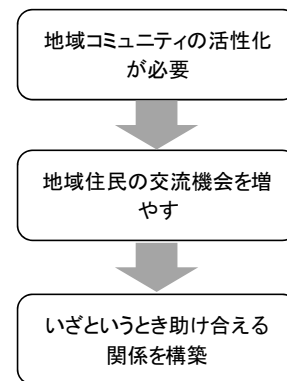 地域コミュニティの活性化
が必要
地域住民の交流機会を増
やす
いざというとき助け合える
関係を構築